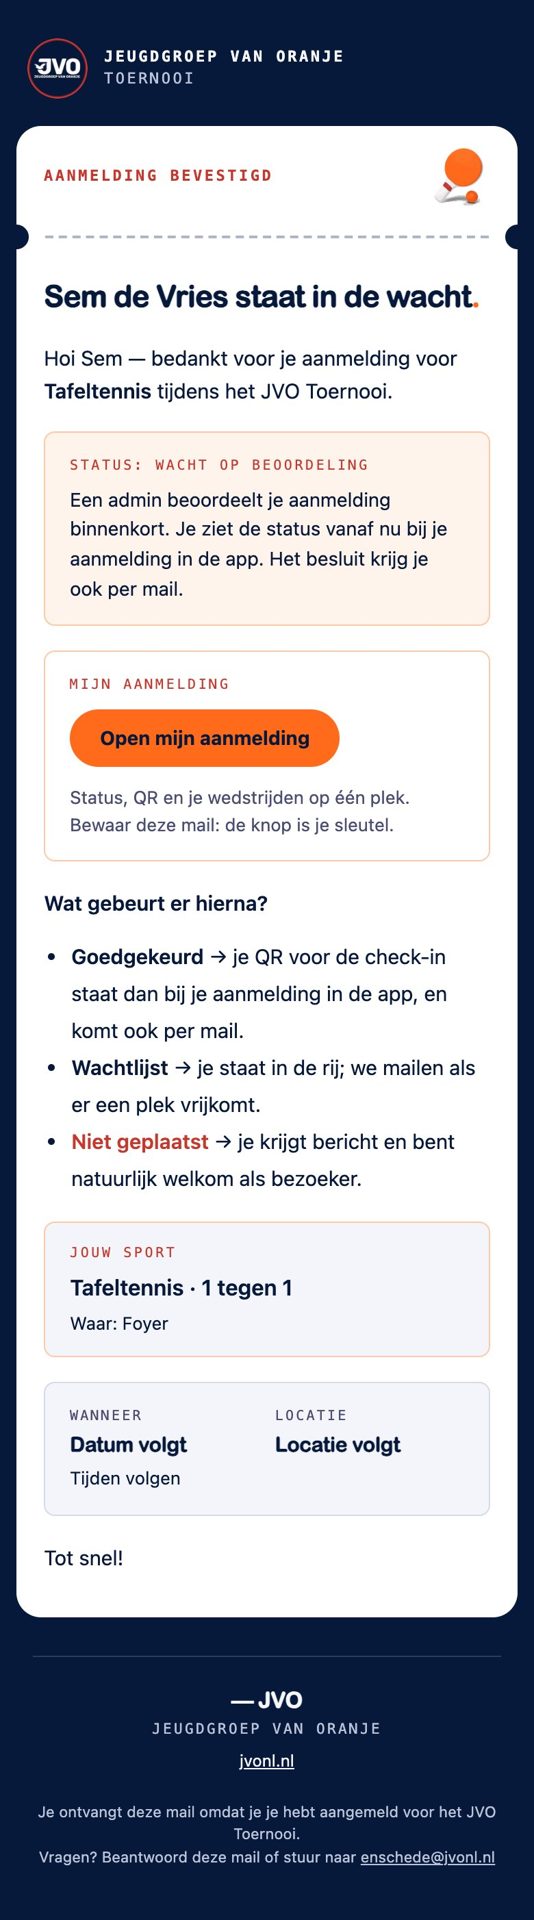 JVO
JEUGDGROEP VAN ORANJE
JEUGDGROEP VAN ORANJE
TOERNOOI
AANMELDING BEVESTIGD
Sem de Vries staat in de wacht.
Hoi Sem — bedankt voor je aanmelding voor
Tafeltennis tijdens het JVO Toernooi.
STATUS: WACHT OP BEOORDELING
Een admin beoordeelt je aanmelding
binnenkort. Je ziet de status vanaf nu bij je
aanmelding in de app. Het besluit krijg je
ook per mail.
MIJN AANMELDING
Open mijn aanmelding
Status, QR en je wedstrijden op één plek.
Bewaar deze mail: de knop is je sleutel.
Wat gebeurt er hierna?
• Goedgekeurd → je QR voor de check-in
staat dan bij je aanmelding in de app, en
komt ook per mail.
• Wachtlijst → je staat in de rij; we mailen als
er een plek vrijkomt.
• Niet geplaatst → je krijgt bericht en bent
natuurlijk welkom als bezoeker.
JOUW SPORT
Tafeltennis · 1 tegen 1
Waar: Foyer
WANNEER
Datum volgt
Tijden volgen
LOCATIE
Locatie volgt
Tot snel!
— JVO
JEUGDGROEP VAN ORANJE
jvonl.nl
Je ontvangt deze mail omdat je je hebt aangemeld voor het JVO
Toernooi.
Vragen? Beantwoord deze mail of stuur naar enschede@jvonl.nl